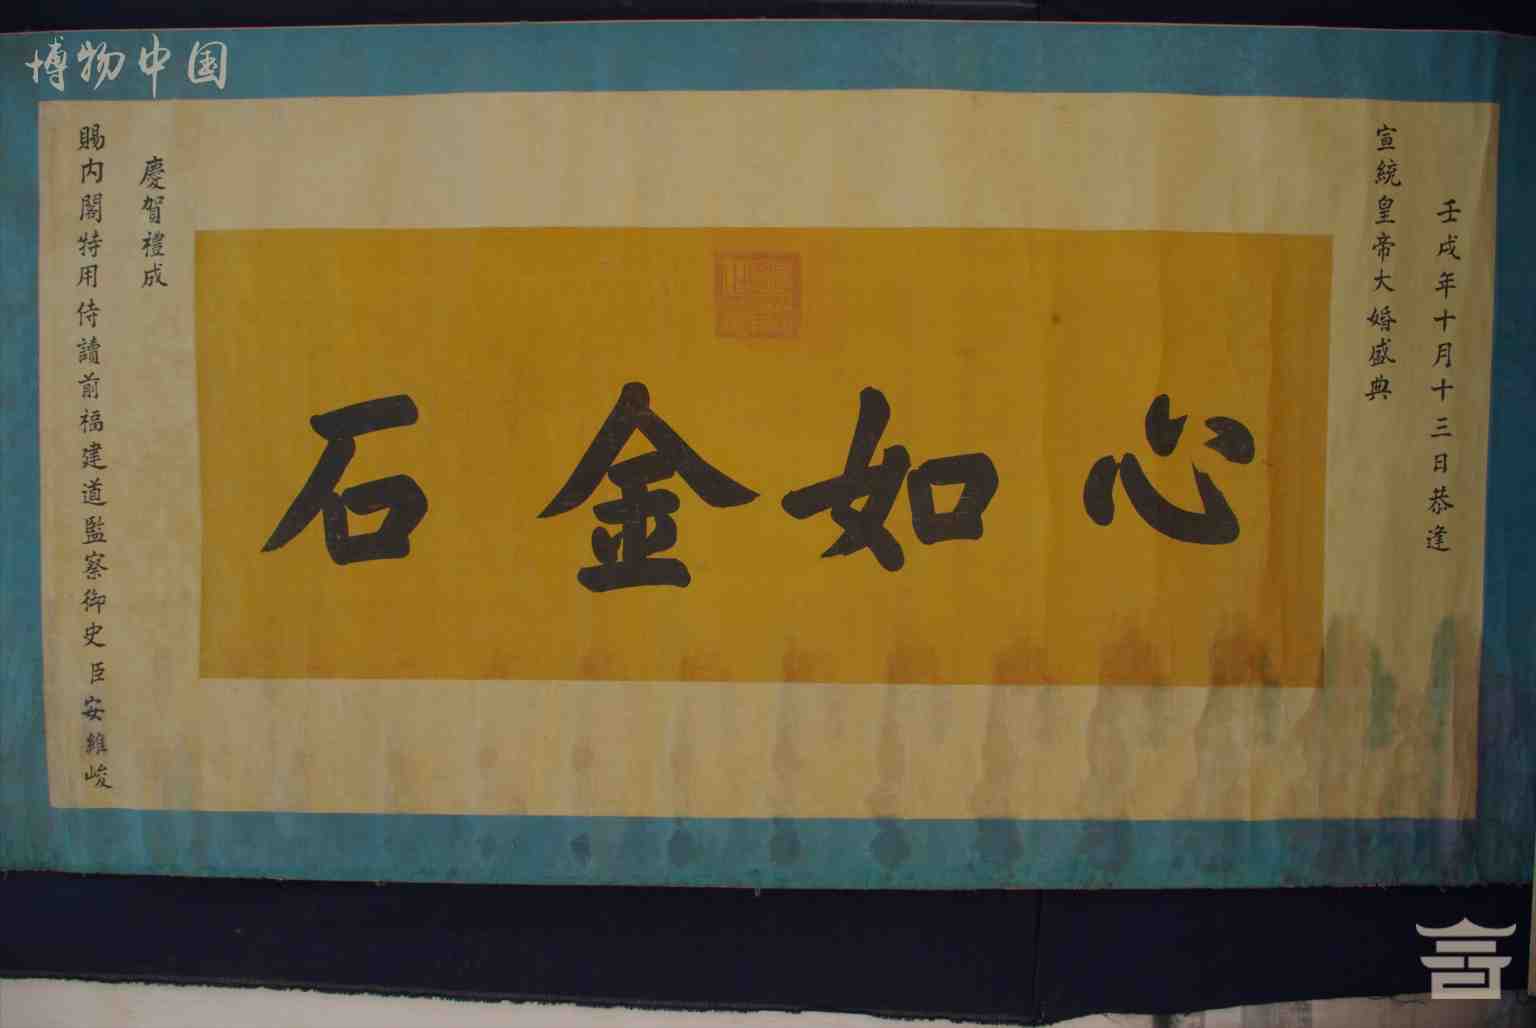 博物中国
壬戌年十月十三日恭逢
宣統皇帝大婚盛典
心如金石
慶賀禮成
賜内閣特用侍讀前福建道監察御史臣安維峻